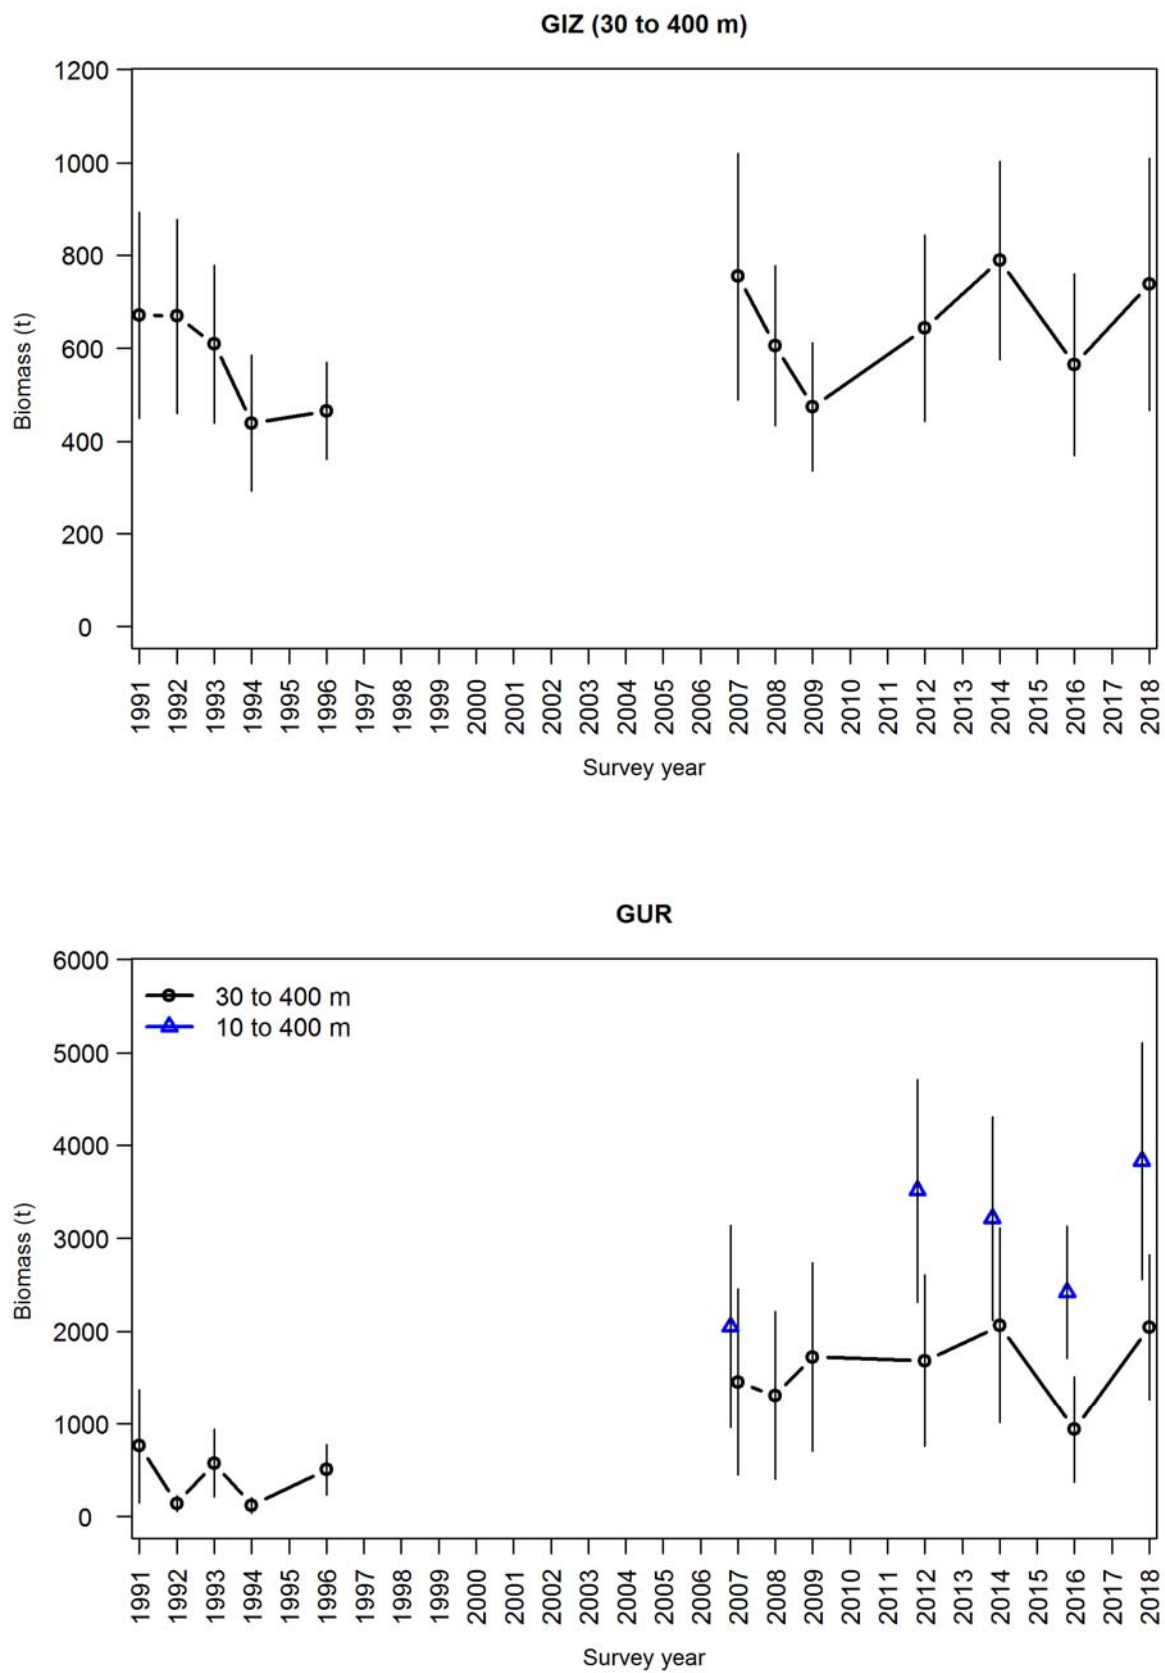 GIZ (30 to 400 m)
1200
1000
800
600
400
200
0
Biomass (t)
1991 1992 1993 1994 1995 1996 1997 1998 1999 2000 2001 2002 2003 2004 2005 2006 2007 2008 2009 2010 2011 2012 2013 2014 2015 2016 2017 2018
Survey year
GUR
6000
5000
4000
3000
2000
1000
0
Biomass (t)
30 to 400 m
10 to 400 m
1991 1992 1993 1994 1995 1996 1997 1998 1999 2000 2001 2002 2003 2004 2005 2006 2007 2008 2009 2010 2011 2012 2013 2014 2015 2016 2017 2018
Survey year